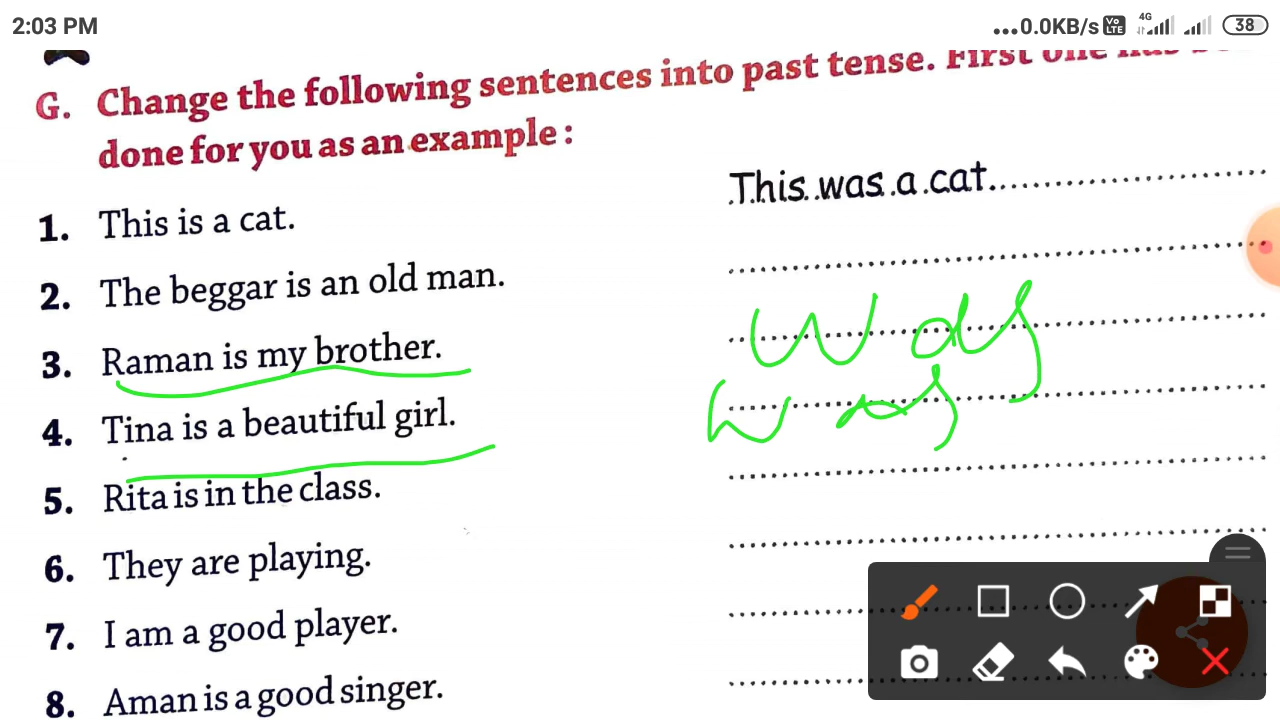 2:03 PM ...0.0KB/s Vo LTE 4G 38
G. Change the following sentences into past tense. First one has
done for you as an example :
1. This is a cat. This was a cat.
2. The beggar is an old man.
3. Raman is my brother. Was
4. Tina is a beautiful girl. Was
5. Rita is in the class.
6. They are playing.
7. I am a good player.
8. Aman is a good singer.